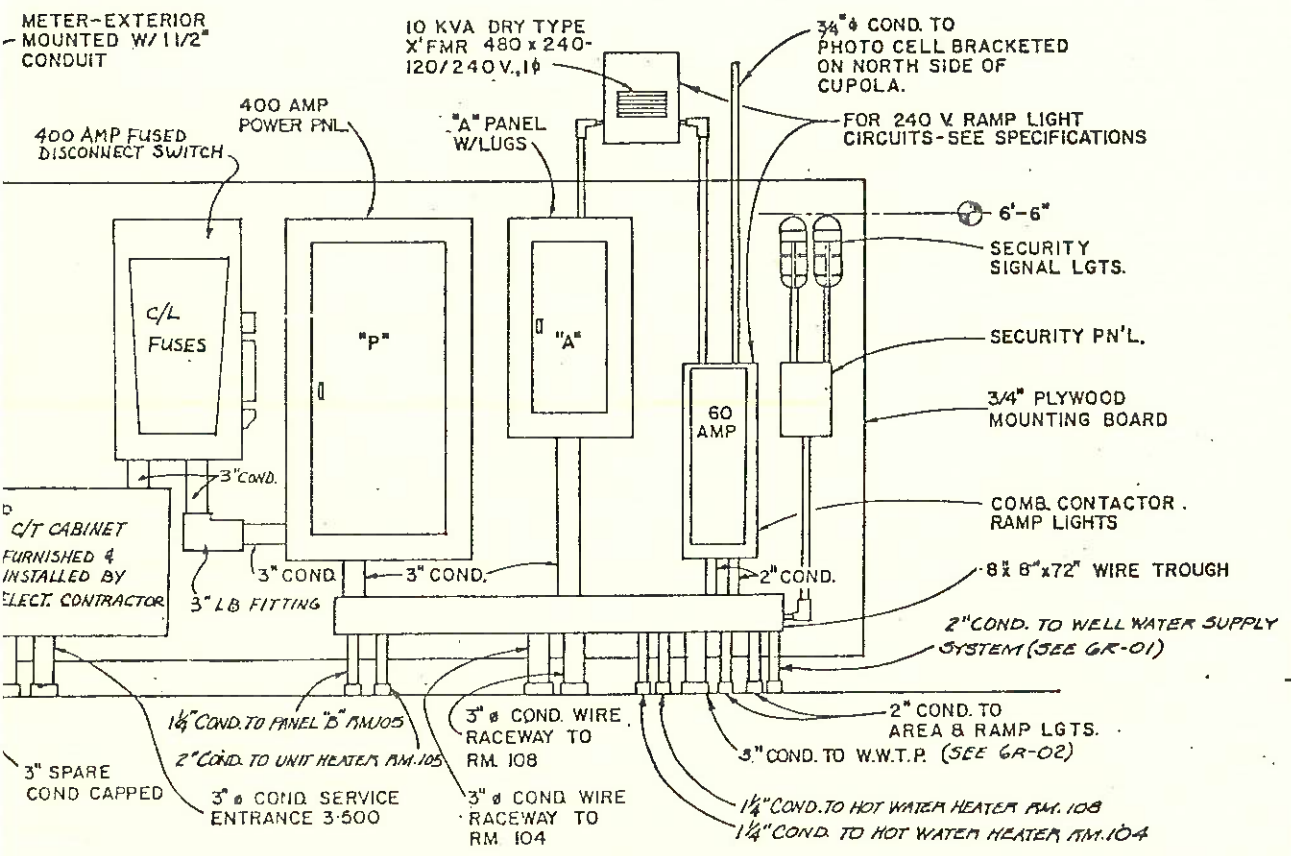 METER-EXTERIOR
MOUNTED W/ 1 1/2"
CONDUIT
10 KVA DRY TYPE
X'FMR 480 x 240-
120/240 V., 1ϕ
3/4" ϕ COND. TO
PHOTO CELL BRACKETED
ON NORTH SIDE OF
CUPOLA.
400 AMP
POWER PNL.
"A" PANEL
W/LUGS
FOR 240 V. RAMP LIGHT
CIRCUITS-SEE SPECIFICATIONS
400 AMP FUSED
DISCONNECT SWITCH
6'-6"
SECURITY
SIGNAL LGTS.
C/L
FUSES
"P"
"A"
SECURITY PN'L.
60
AMP
3/4" PLYWOOD
MOUNTING BOARD
3" COND.
COMB. CONTACTOR.
RAMP LIGHTS
C/T CABINET
FURNISHED &
INSTALLED BY
ELECT. CONTRACTOR
3" COND
3" COND.
2" COND.
8" x 8" x 72" WIRE TROUGH
3" LB FITTING
2" COND. TO WELL WATER SUPPLY
SYSTEM (SEE GR-01)
1 1/4" COND. TO PANEL "B" RM.105
3" ϕ COND. WIRE
RACEWAY TO
RM. 108
2" COND. TO
AREA & RAMP LGTS.
2" COND. TO UNIT HEATER RM.105
3" COND. TO W.W.T.P. (SEE GR-02)
3" SPARE
COND CAPPED
3" ϕ COND. SERVICE
ENTRANCE 3-500
3" ϕ COND. WIRE
RACEWAY TO
RM. 104
1 1/4" COND. TO HOT WATER HEATER RM.108
1 1/4" COND. TO HOT WATER HEATER RM.104